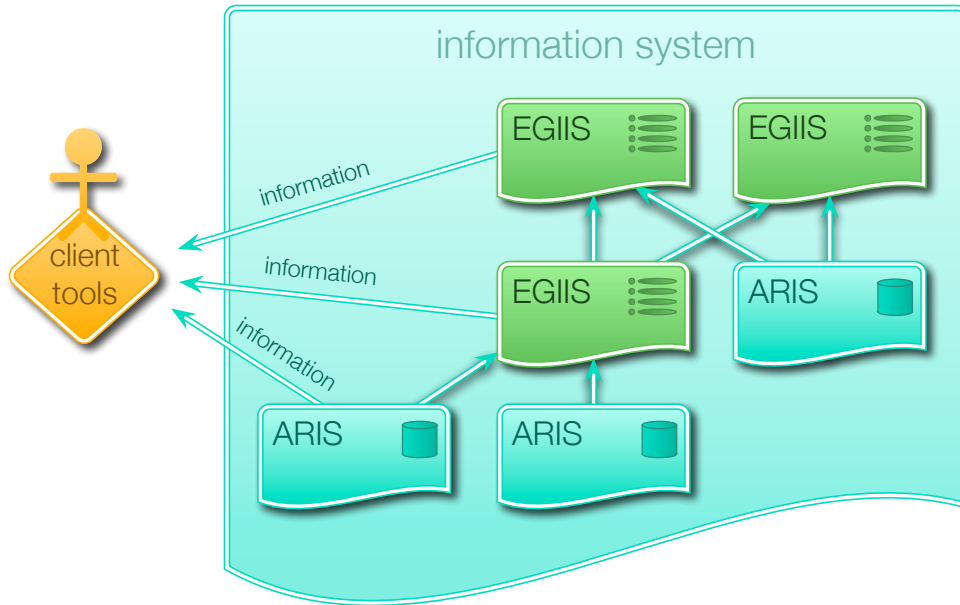 information system
EGIIS
EGIIS
information
client
tools
information
EGIIS
ARIS
information
ARIS
ARIS